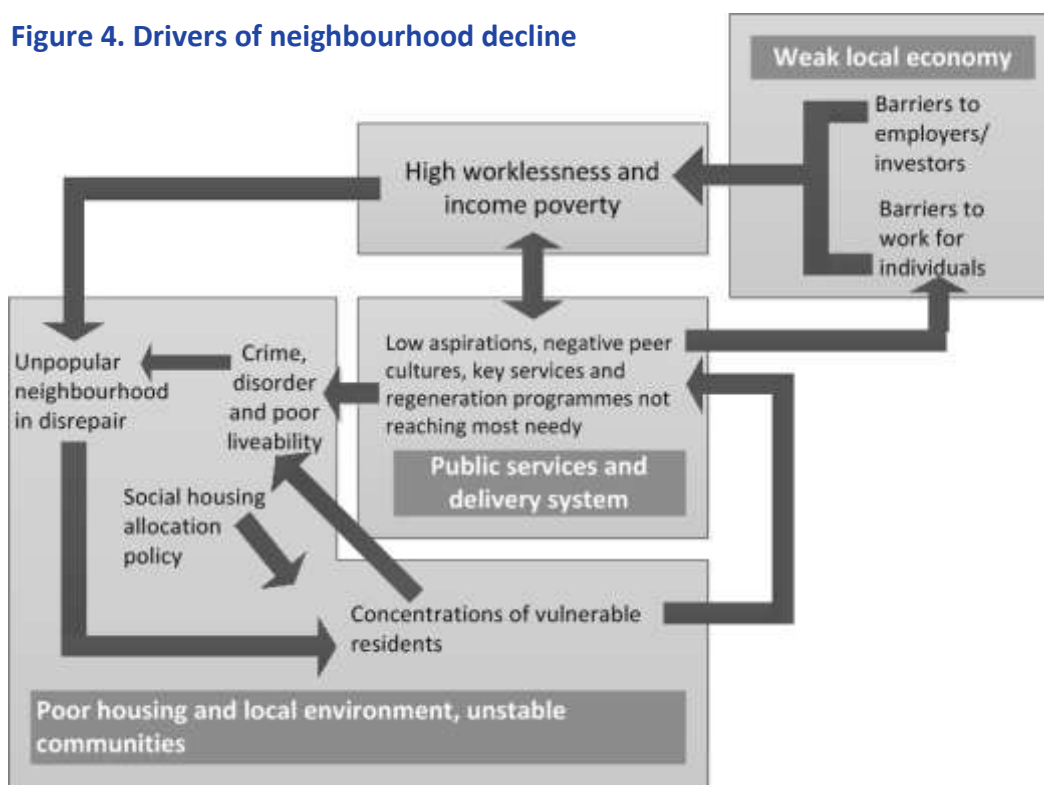 Figure 4. Drivers of neighbourhood decline
Weak local economy
Barriers to
employers/
investors
Barriers to
work for
individuals
High worklessness and
income poverty
Low aspirations, negative peer
cultures, key services and
regeneration programmes not
reaching most needy
Public services and
delivery system
Unpopular
neighbourhood
in disrepair
Crime,
disorder
and poor
liveability
Social housing
allocation
policy
Concentrations of vulnerable
residents
Poor housing and local environment, unstable
communities